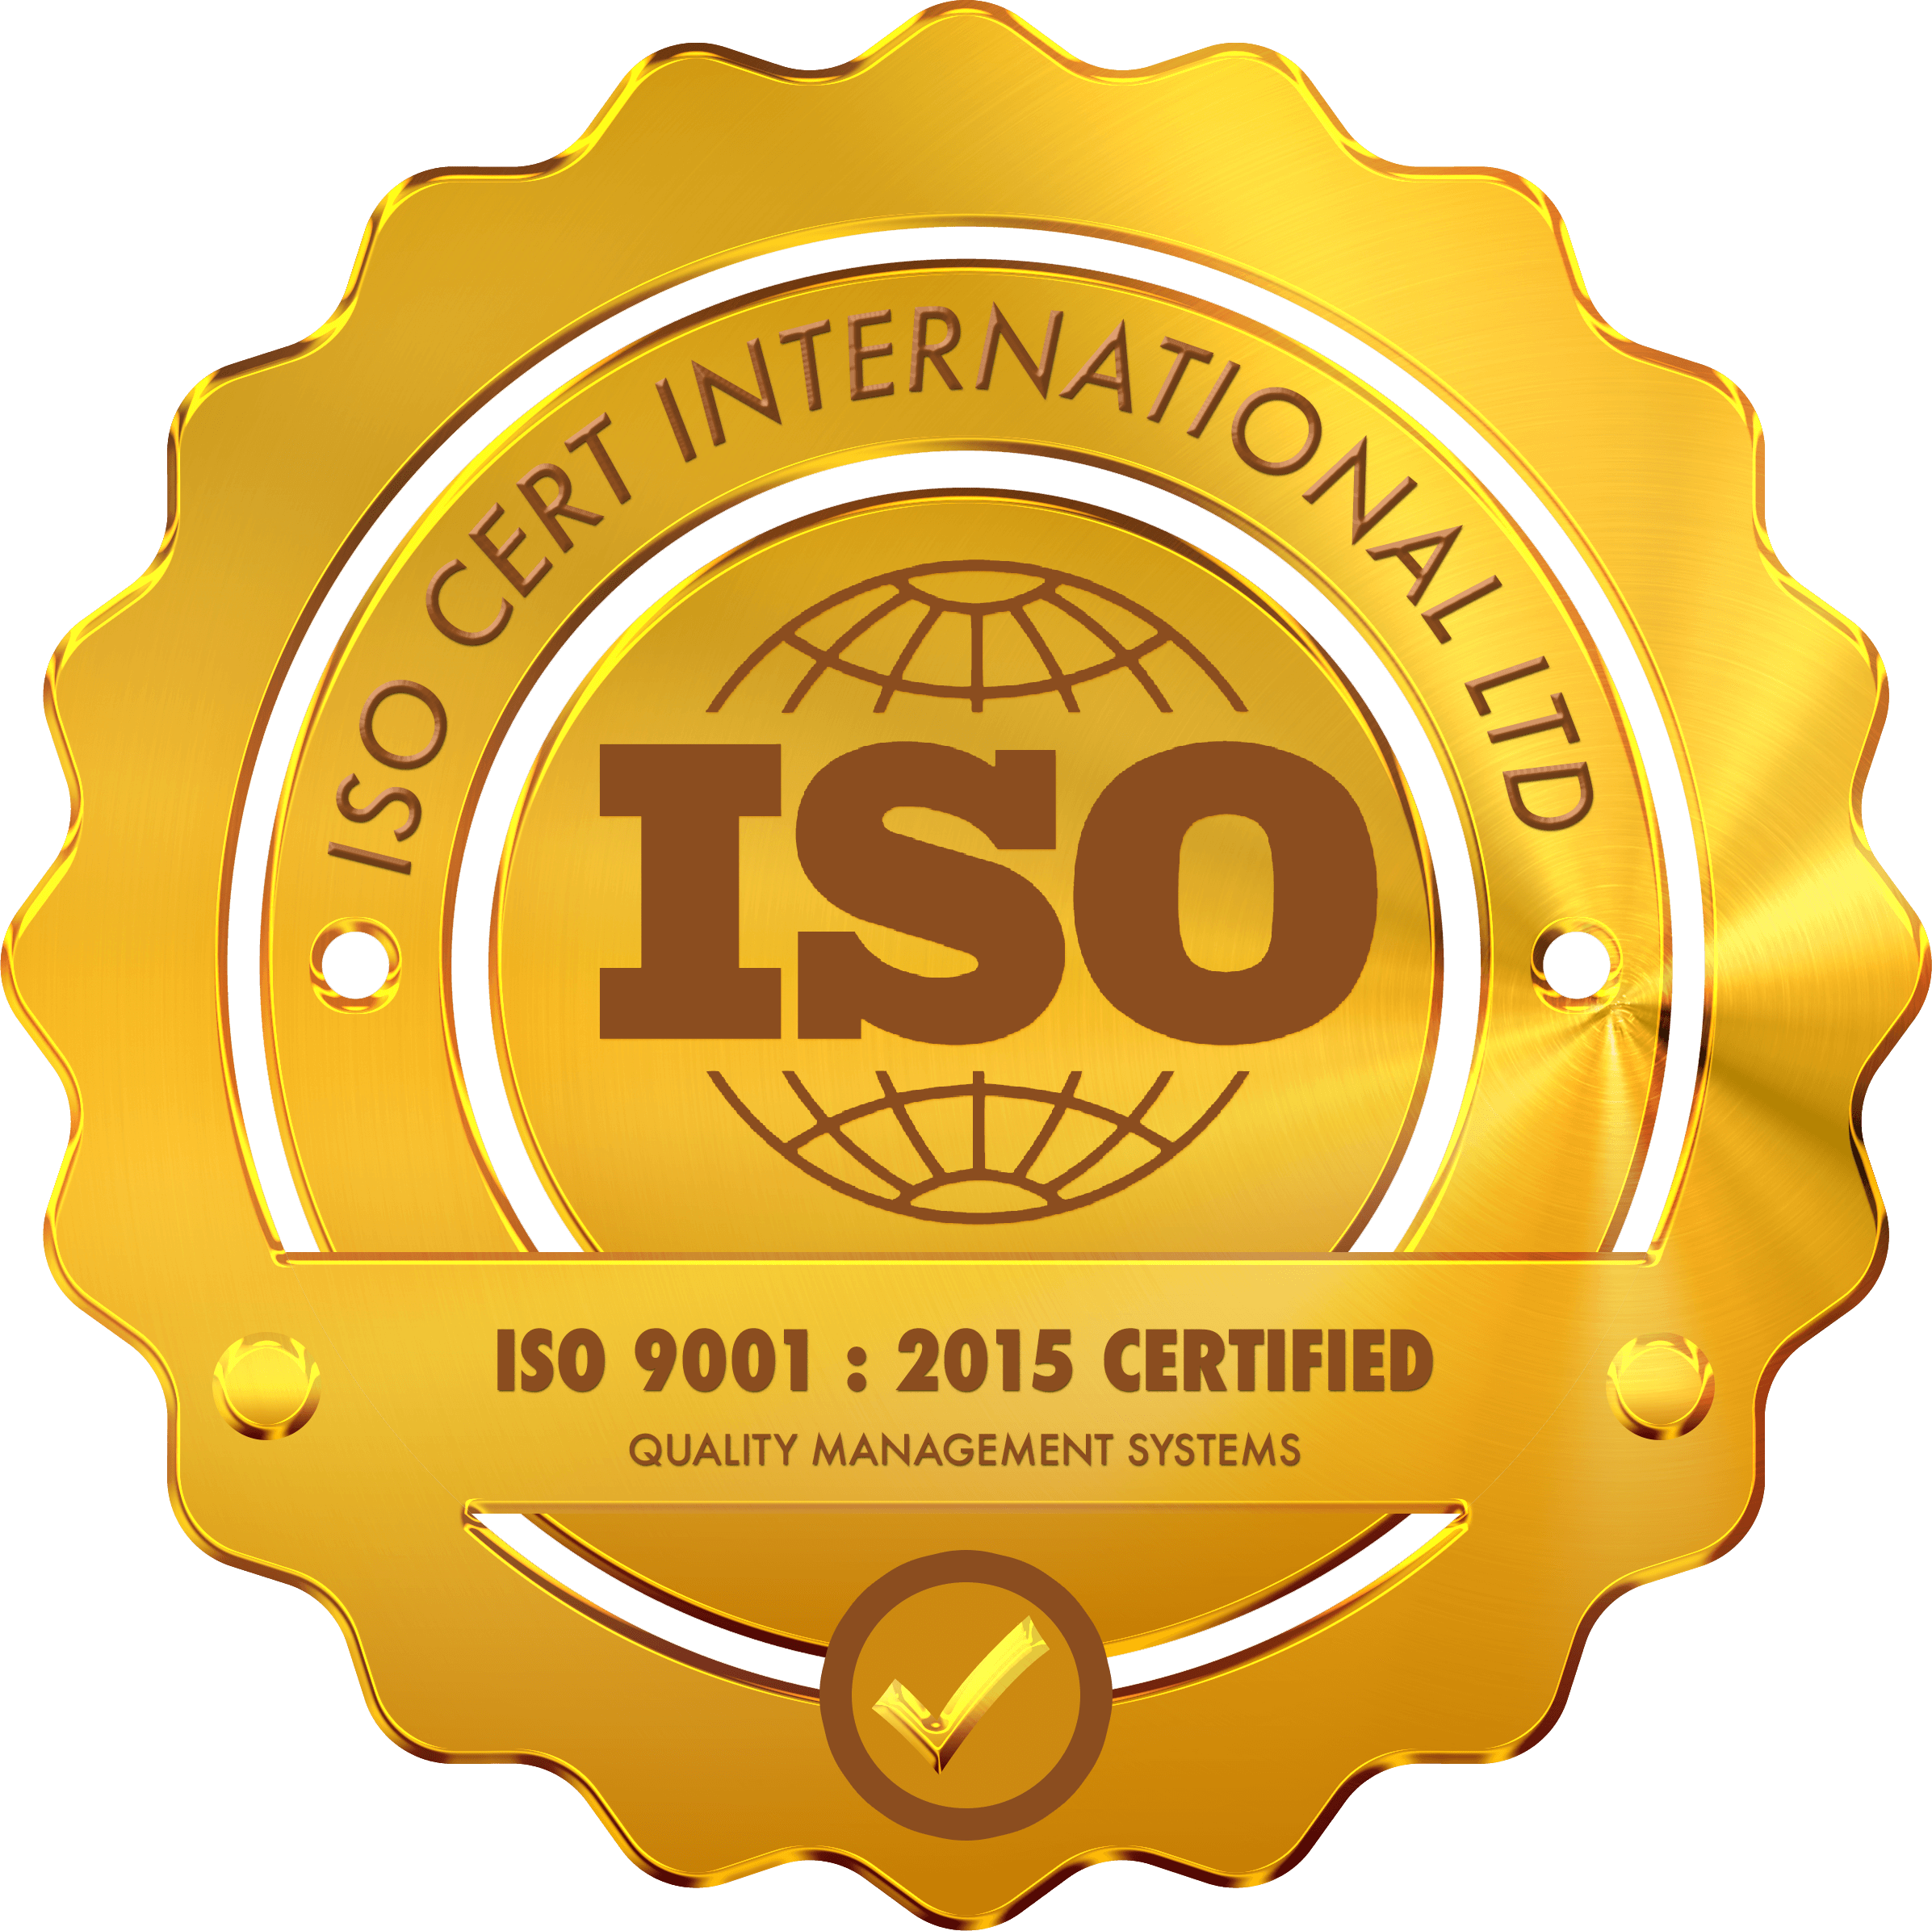 ISO CERT INTERNATIONAL LTD
ISO
ISO 9001 : 2015 CERTIFIED
QUALITY MANAGEMENT SYSTEMS